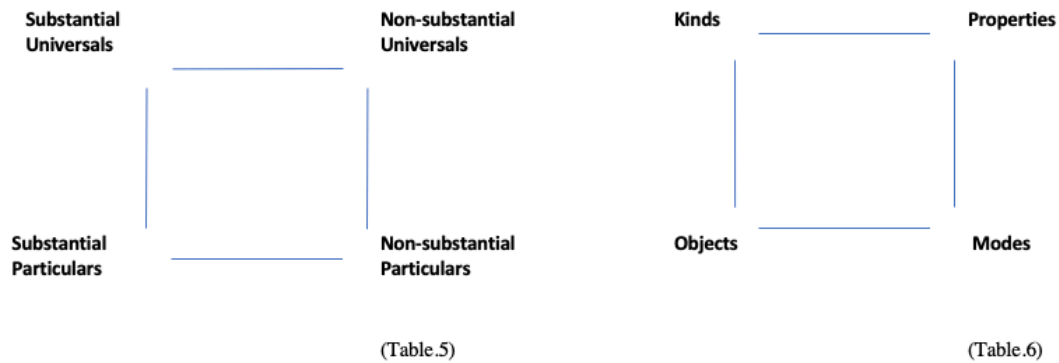 Substantial
Universals
Non-substantial
Universals
Kinds
Properties
Substantial
Particulars
Non-substantial
Particulars
Objects
Modes
(Table.5)
(Table.6)